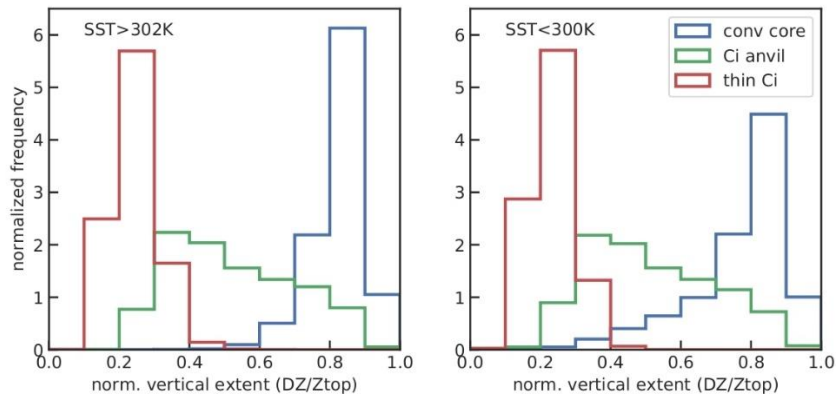 SST>302K
normalized frequency
6
5
4
3
2
1
0
0.0 0.2 0.4 0.6 0.8 1.0
norm. vertical extent (DZ/Ztop)
SST<300K
conv core
Ci anvil
thin Ci
6
5
4
3
2
1
0
0.0 0.2 0.4 0.6 0.8 1.0
norm. vertical extent (DZ/Ztop)